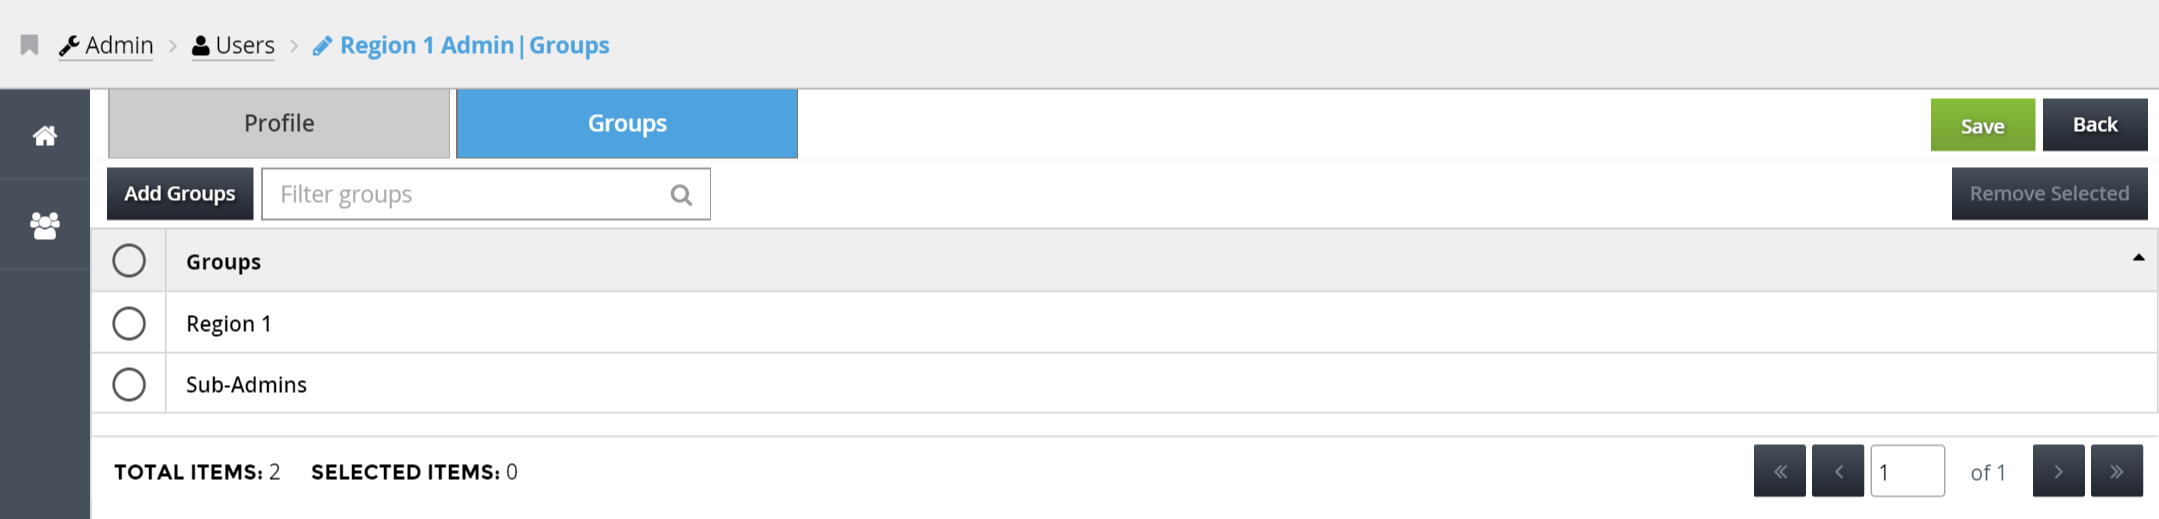 Admin > Users > Region 1 Admin|Groups
Profile Groups Save Back
Add Groups Filter groups Remove Selected
Groups
Region 1
Sub-Admins
TOTAL ITEMS: 2 SELECTED ITEMS: 0 « < 1 of 1 > »